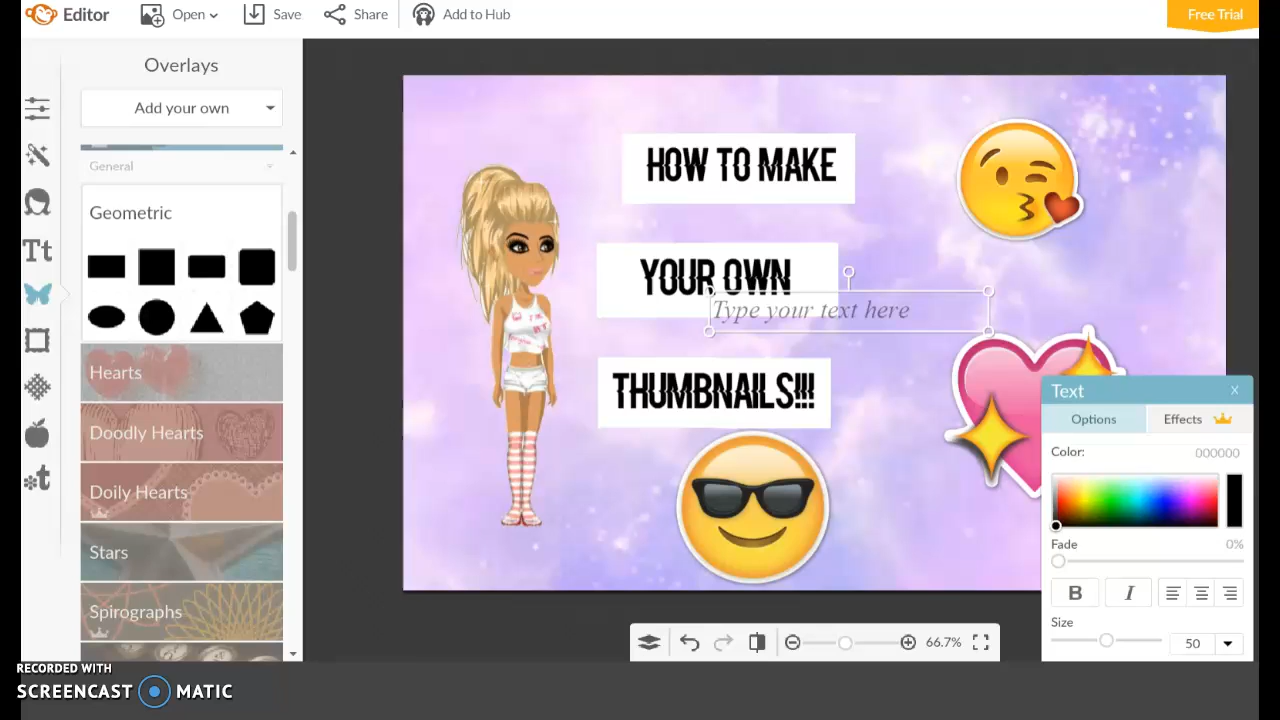 Editor
Open
Save
Share
Add to Hub
Free Trial
Overlays
Add your own
General
Geometric
Hearts
Doodly Hearts
Doily Hearts
Stars
Spirographs
HOW TO MAKE
YOUR OWN
Type your text here
THUMBNAILS!!!
Text
x
Options
Effects
Color:
000000
Fade
0%
B
I
Size
50
66.7%
Tt
t
RECORDED WITH
SCREENCAST MATIC